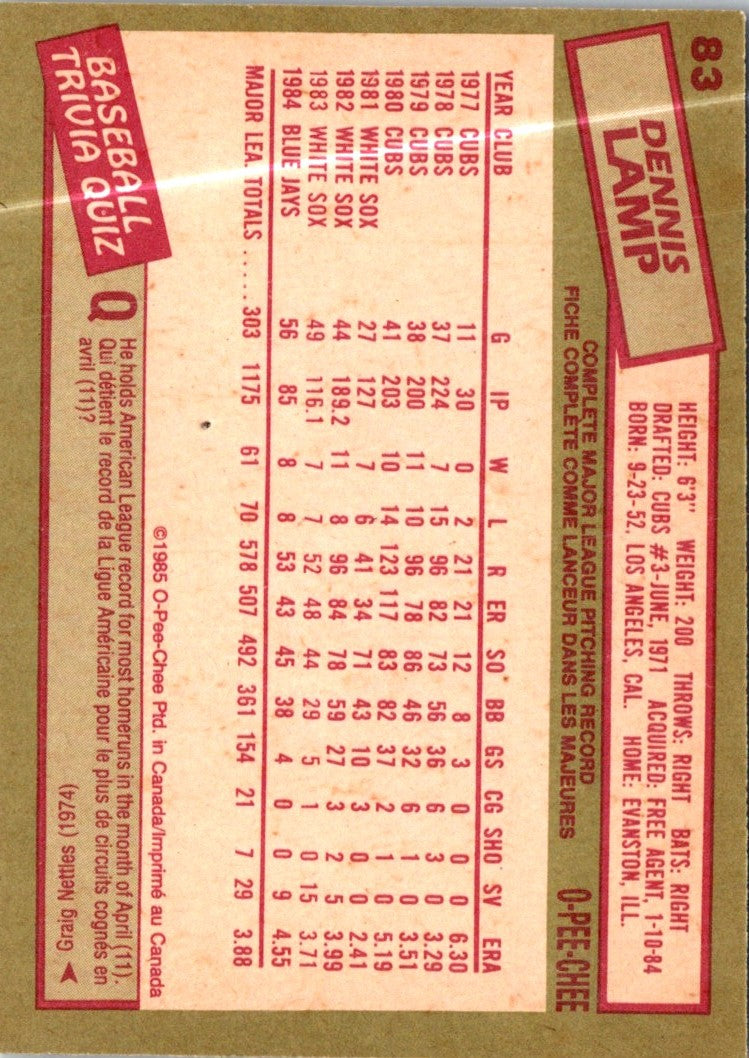 83
DENNIS
LAMP
HEIGHT: 6'3" WEIGHT: 200 THROWS: RIGHT BATS: RIGHT
DRAFTED: CUBS #3-JUNE, 1971 ACQUIRED: FREE AGENT, 1-10-84
BORN: 9-23-52, LOS ANGELES, CAL. HOME: EVANSTON, ILL.
COMPLETE MAJOR LEAGUE PITCHING RECORD
FICHE COMPLÈTE COMME LANCEUR DANS LES MAJEURES
O-PEE-CHEE
YEAR CLUB G IP W L R ER SO BB GS CG SHO SV ERA
1977 CUBS 11 30 0 2 21 21 12 8 3 0 0 0 6.30
1978 CUBS 37 224 7 15 96 82 73 56 36 6 3 0 3.29
1979 CUBS 38 200 11 10 96 78 86 46 32 6 1 0 3.51
1980 CUBS 41 203 10 14 123 117 83 82 37 2 1 0 5.19
1981 WHITE SOX 27 127 7 6 41 34 71 43 10 3 0 0 2.41
1982 WHITE SOX 44 189.2 11 8 96 84 78 59 27 3 2 5 3.99
1983 WHITE SOX 49 116.1 7 7 52 48 44 29 5 1 0 15 3.71
1984 BLUE JAYS 56 85 8 8 53 43 45 38 4 0 0 9 4.55
MAJOR LEA. TOTALS ..... 303 1175 61 70 578 507 492 361 154 21 7 29 3.88
©1985 O-Pee-Chee Ptd. in Canada/Imprimé au Canada
BASEBALL
TRIVIA QUIZ
Q
He holds American League record for most homeruns in the month of April (11).
Qui détient le record de la Ligue Américaine pour le plus de circuits cognés en
avril (11)?
Graig Nettles (1974)